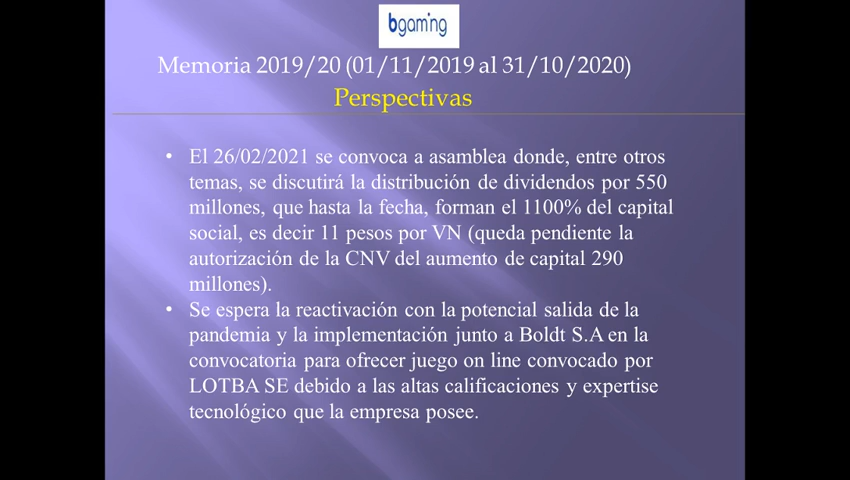 bgaming
Memoria 2019/20 (01/11/2019 al 31/10/2020)
Perspectivas
• El 26/02/2021 se convoca a asamblea donde, entre otros
temas, se discutirá la distribución de dividendos por 550
millones, que hasta la fecha, forman el 1100% del capital
social, es decir 11 pesos por VN (queda pendiente la
autorización de la CNV del aumento de capital 290
millones).
• Se espera la reactivación con la potencial salida de la
pandemia y la implementación junto a Boldt S.A en la
convocatoria para ofrecer juego on line convocado por
LOTBA SE debido a las altas calificaciones y expertise
tecnológico que la empresa posee.